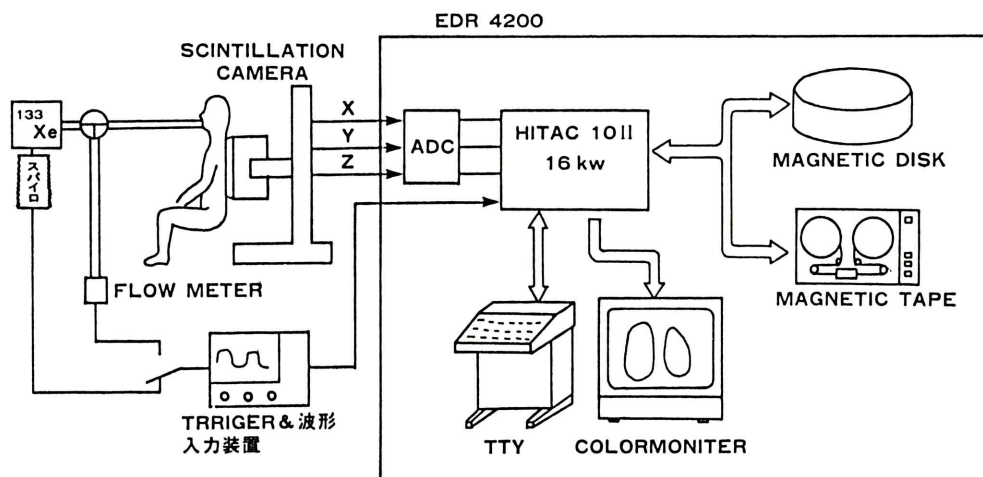 EDR 4200
SCINTILLATION
CAMERA
133
Xe
スパイロ
X
Y
Z
ADC
HITAC 10II
16 kw
MAGNETIC DISK
MAGNETIC TAPE
FLOW METER
TRRIGER & 波形
入力装置
TTY
COLORMONITER